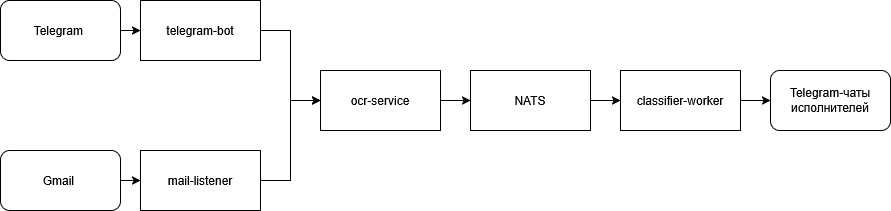 Telegram
telegram-bot
ocr-service
NATS
classifier-worker
Telegram-чаты
исполнителей
Gmail
mail-listener